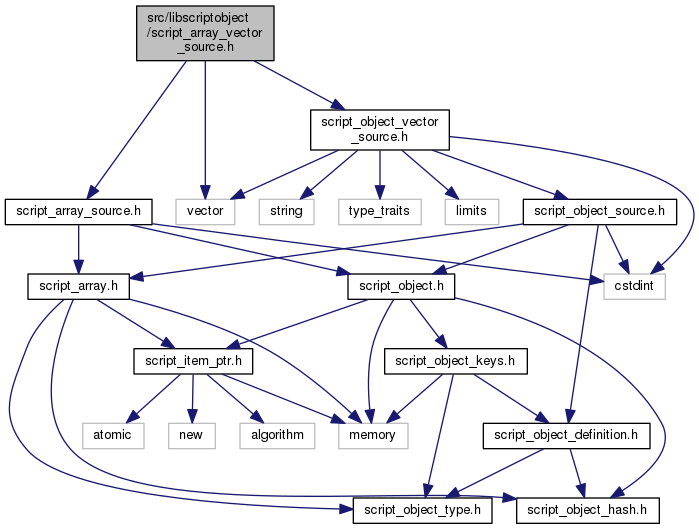 src/libscriptobject
/script_array_vector
_source.h
script_object_vector
_source.h
script_array_source.h
vector
string
type_traits
limits
script_object_source.h
script_array.h
script_object.h
cstdint
script_item_ptr.h
script_object_keys.h
atomic
new
algorithm
memory
script_object_definition.h
script_object_type.h
script_object_hash.h